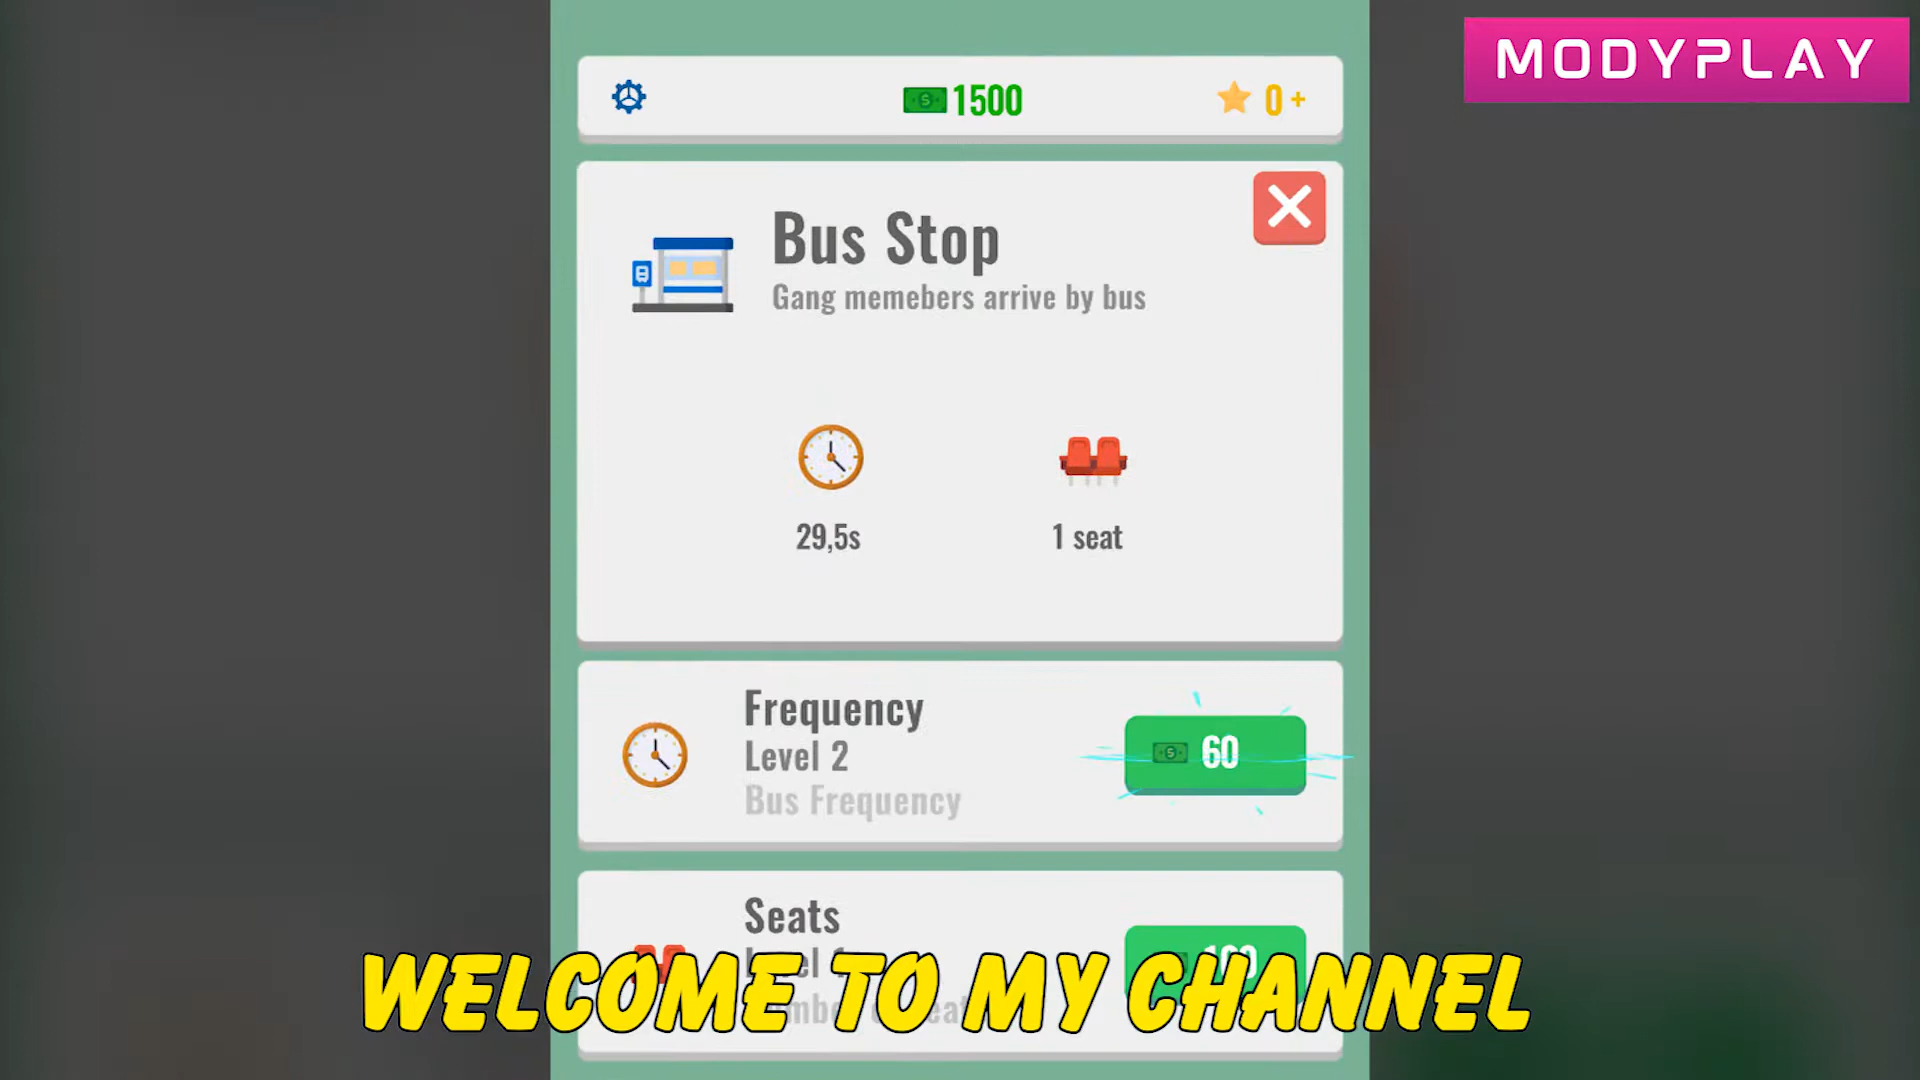 MODYPLAY
1500
0 +
Bus Stop
Gang memebers arrive by bus
29,5s
1 seat
Frequency
Level 2
60
Bus Frequency
Seats
WELCOME TO MY CHANNEL